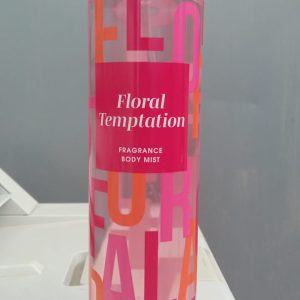 Floral
Temptation
FRAGRANCE
BODY MIST